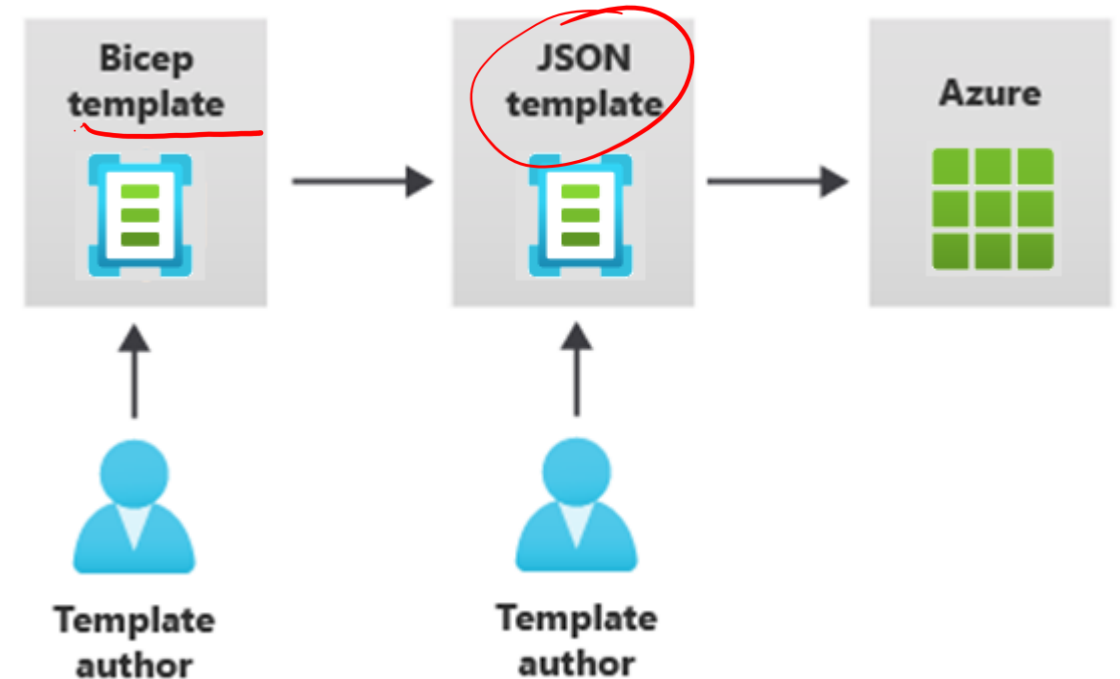 Bicep
template
JSON
template
Azure
Template
author
Template
author